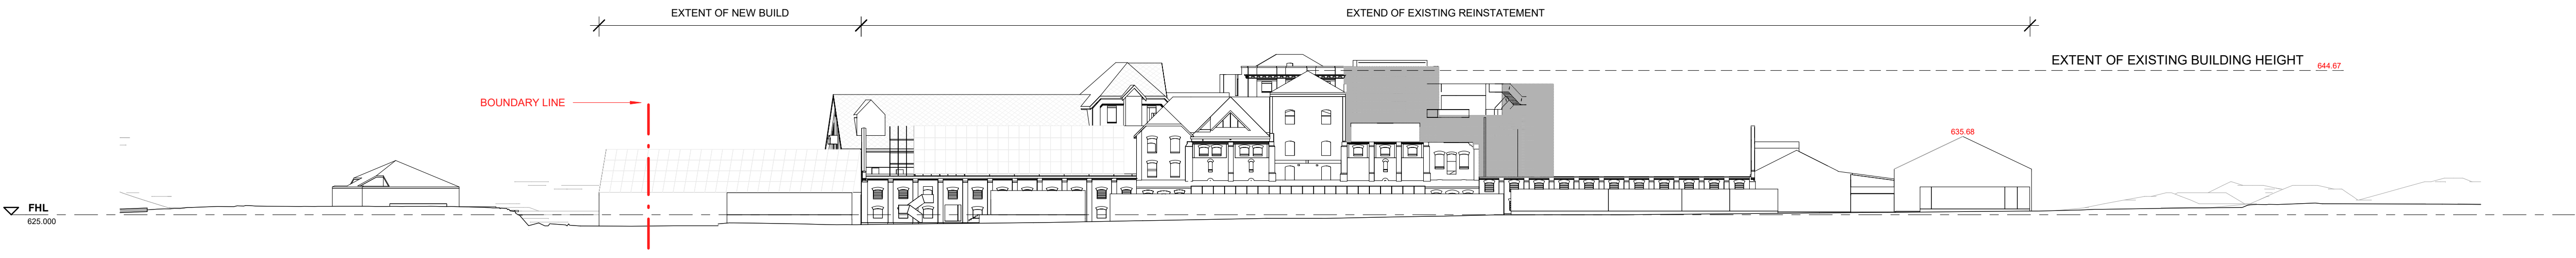 EXTENT OF NEW BUILD
EXTEND OF EXISTING REINSTATEMENT
EXTENT OF EXISTING BUILDING HEIGHT
644.67
BOUNDARY LINE
635.68
FHL
625.000